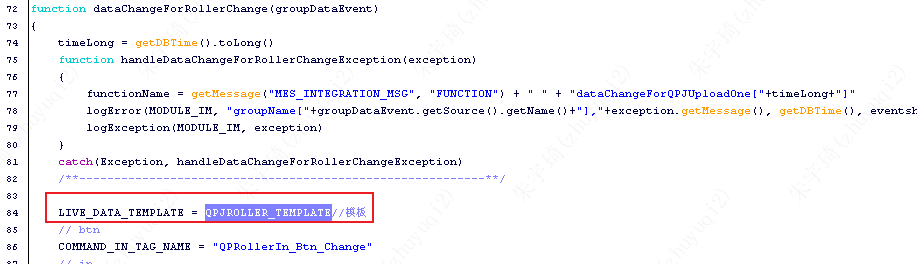 72 function dataChangeForRollerChange(groupDataEvent)
73 {
74 timeLong = getDBTime().toLong()
75 function handleDataChangeForRollerChangeException(exception)
76 {
77 functionName = getMessage("MES_INTEGRATION_MSG", "FUNCTION") + " " + "dataChangeForQPJUploadOne["+timeLong+"]"
78 logError(MODULE_IM, "groupName["+groupDataEvent.getSource().getName()+"],"+exception.getMessage(), getDBTime(), eventsh
79 logException(MODULE_IM, exception)
80 }
81 catch(Exception, handleDataChangeForRollerChangeException)
82 /**-----------------------------------------------------**/
83
84 LIVE_DATA_TEMPLATE = QPJROLLER_TEMPLATE//模板
85 // btn
86 COMMAND_IN_TAG_NAME = "QPRollerIn_Btn_Change"
87 // in